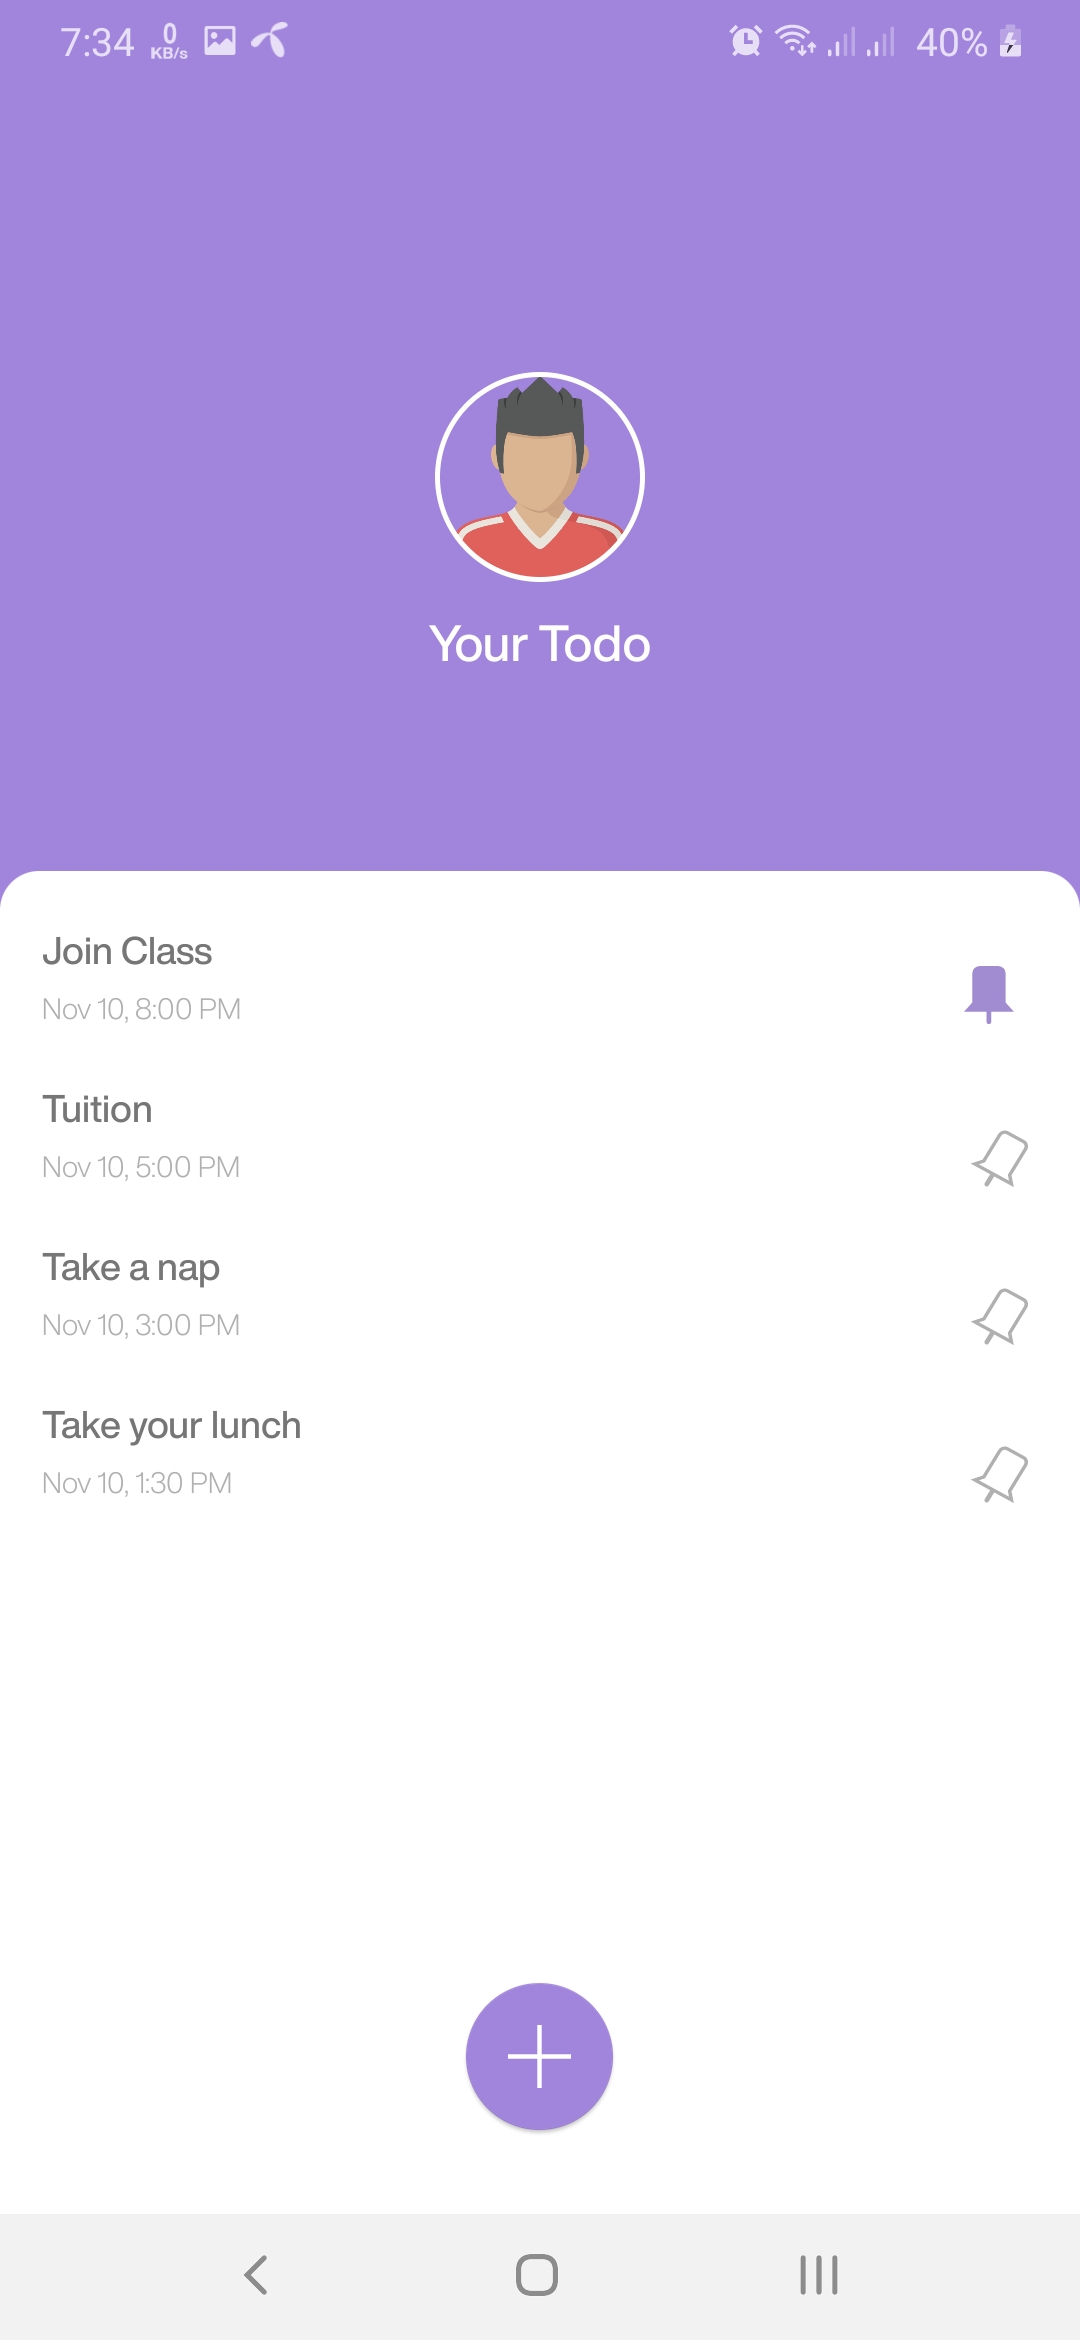 7:34 0 KB/s 40%
Your Todo
Join Class
Nov 10, 8:00 PM
Tuition
Nov 10, 5:00 PM
Take a nap
Nov 10, 3:00 PM
Take your lunch
Nov 10, 1:30 PM